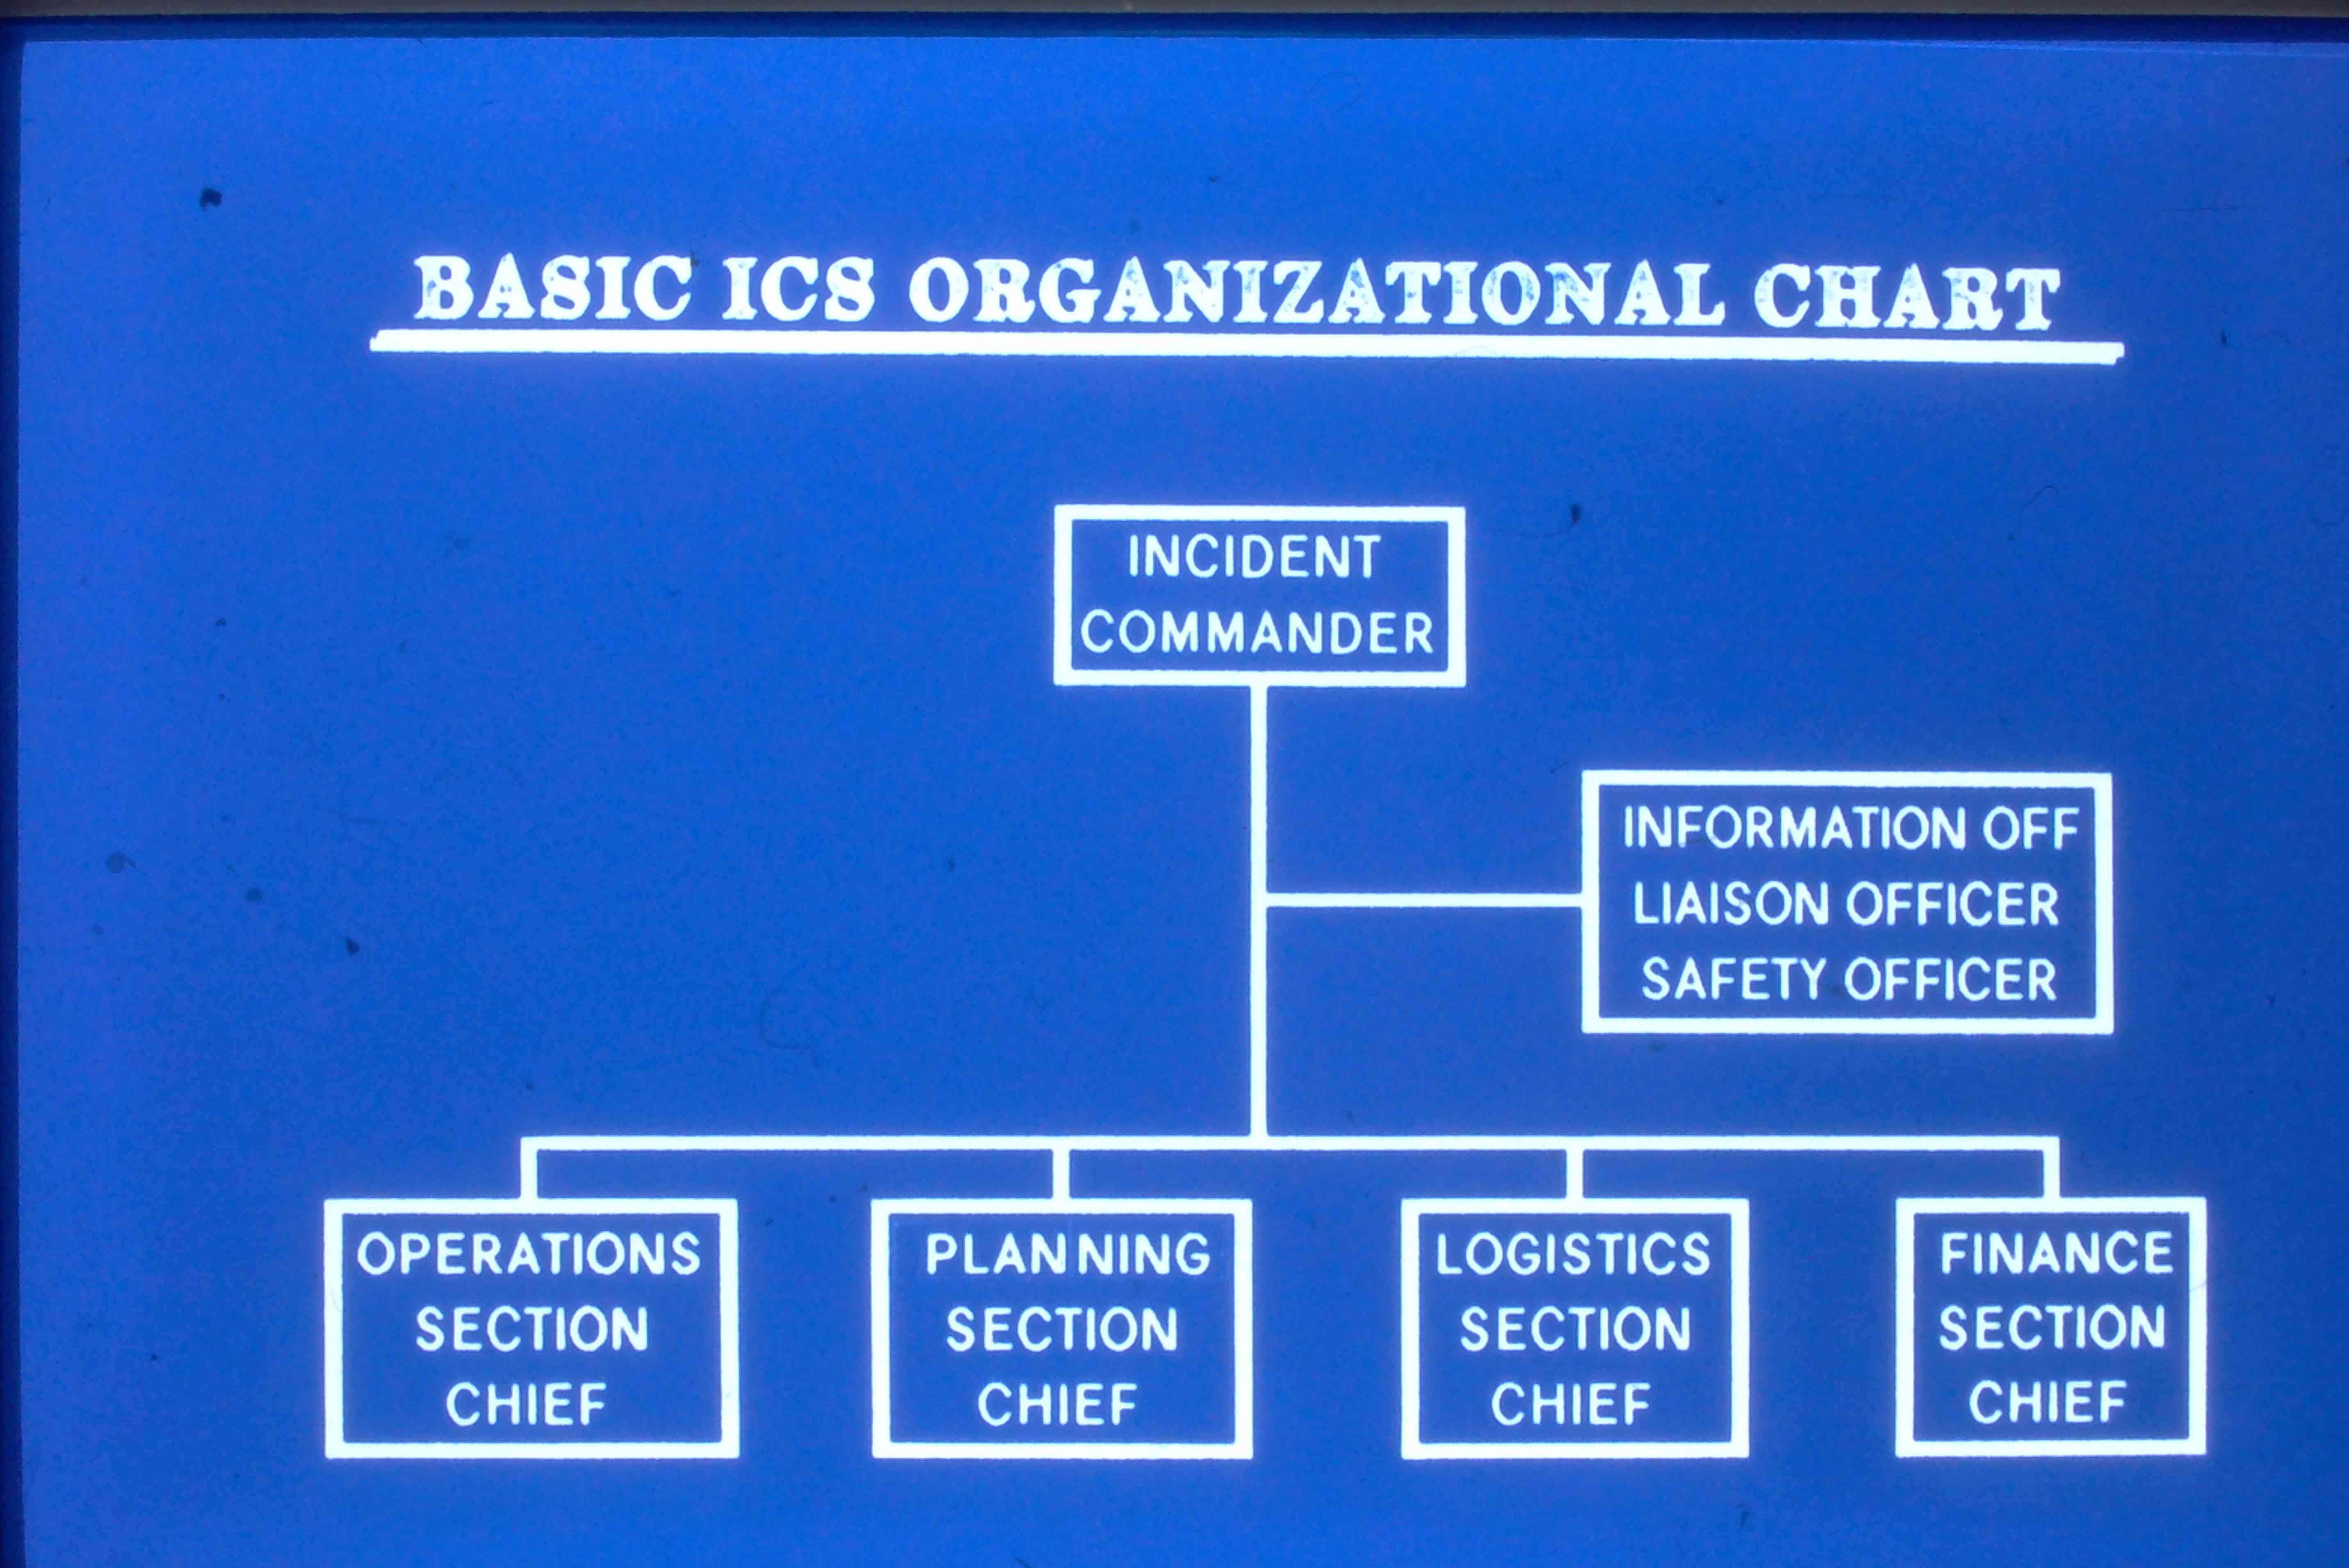 BASIC ICS ORGANIZATIONAL CHART
INCIDENT
COMMANDER
INFORMATION OFF
LIAISON OFFICER
SAFETY OFFICER
OPERATIONS
SECTION
CHIEF
PLANNING
SECTION
CHIEF
LOGISTICS
SECTION
CHIEF
FINANCE
SECTION
CHIEF